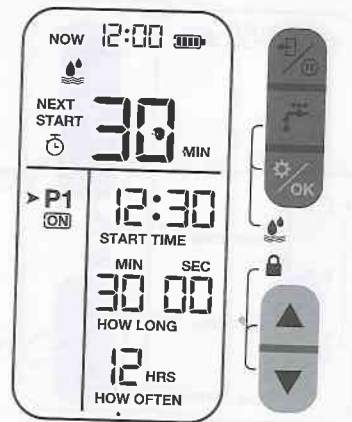 NOW 12:00
NEXT
START
30 MIN
P1
ON
12:30
START TIME
MIN SEC
30 00
HOW LONG
12 HRS
HOW OFTEN
OK